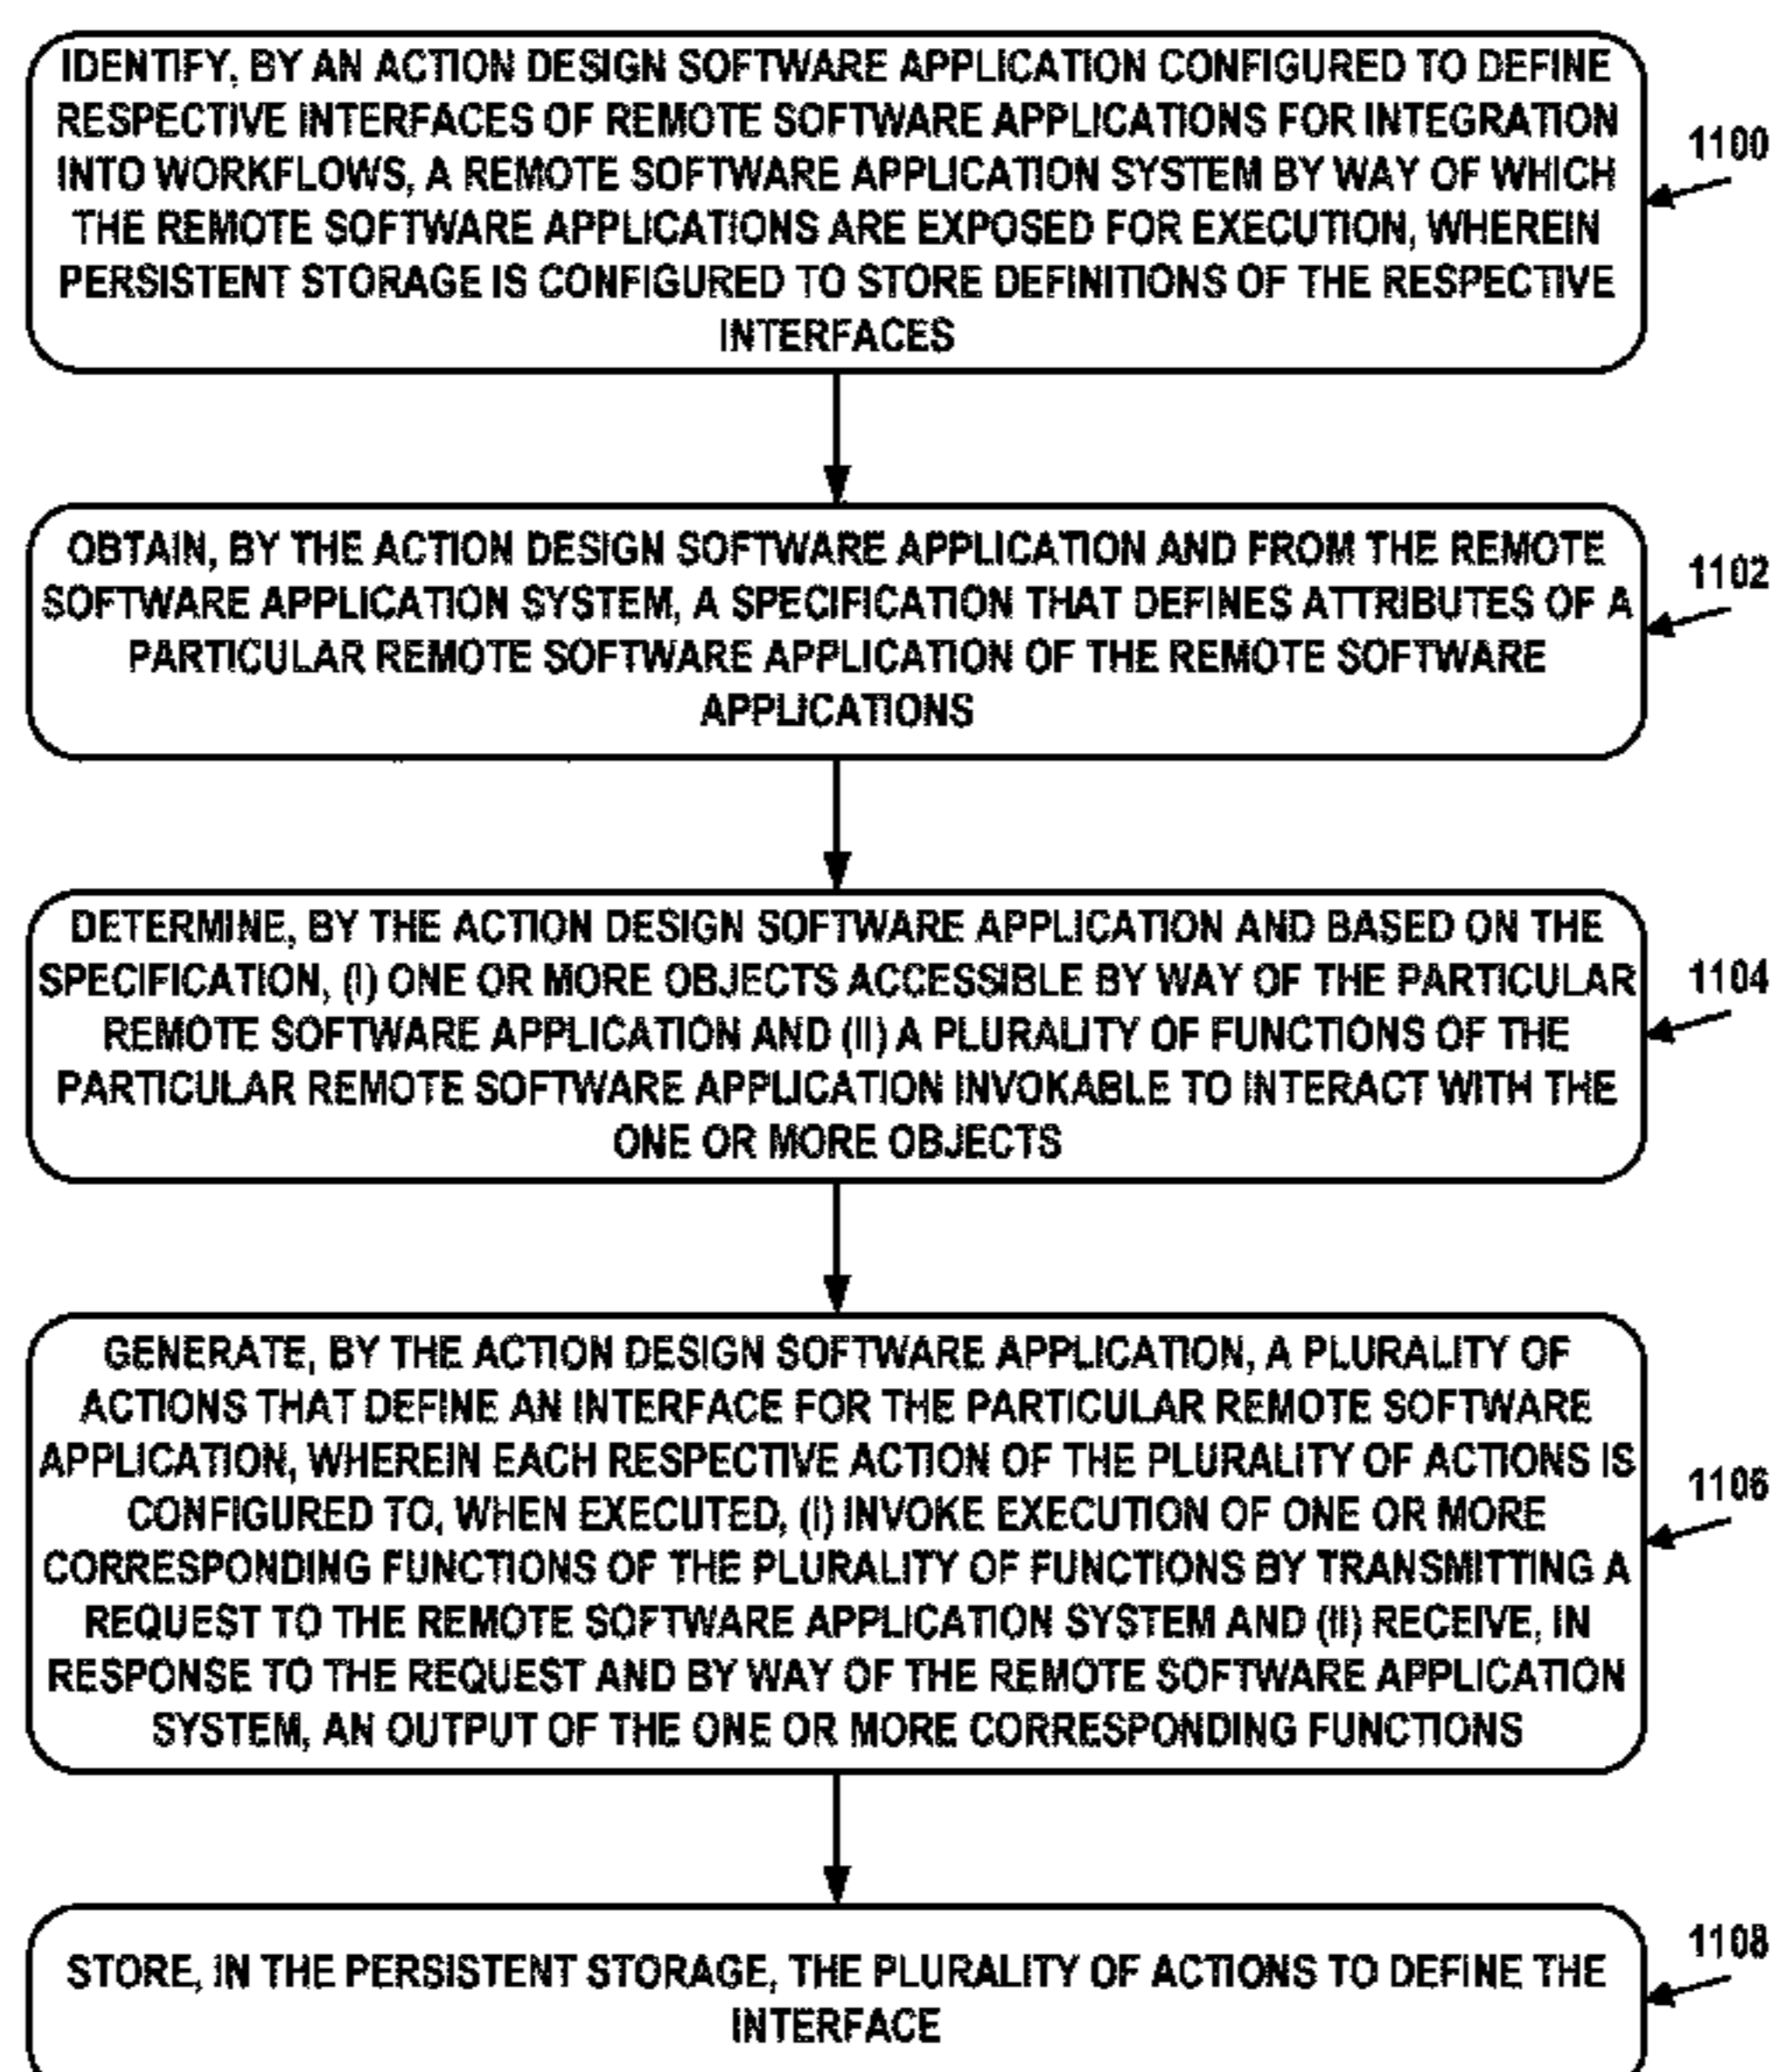 IDENTIFY, BY AN ACTION DESIGN SOFTWARE APPLICATION CONFIGURED TO DEFINE
RESPECTIVE INTERFACES OF REMOTE SOFTWARE APPLICATIONS FOR INTEGRATION
INTO WORKFLOWS, A REMOTE SOFTWARE APPLICATION SYSTEM BY WAY OF WHICH
THE REMOTE SOFTWARE APPLICATIONS ARE EXPOSED FOR EXECUTION, WHEREIN
PERSISTENT STORAGE IS CONFIGURED TO STORE DEFINITIONS OF THE RESPECTIVE
INTERFACES
1100
OBTAIN, BY THE ACTION DESIGN SOFTWARE APPLICATION AND FROM THE REMOTE
SOFTWARE APPLICATION SYSTEM, A SPECIFICATION THAT DEFINES ATTRIBUTES OF A
PARTICULAR REMOTE SOFTWARE APPLICATION OF THE REMOTE SOFTWARE
APPLICATIONS
1102
DETERMINE, BY THE ACTION DESIGN SOFTWARE APPLICATION AND BASED ON THE
SPECIFICATION, (I) ONE OR MORE OBJECTS ACCESSIBLE BY WAY OF THE PARTICULAR
REMOTE SOFTWARE APPLICATION AND (II) A PLURALITY OF FUNCTIONS OF THE
PARTICULAR REMOTE SOFTWARE APPLICATION INVOKABLE TO INTERACT WITH THE
ONE OR MORE OBJECTS
1104
GENERATE, BY THE ACTION DESIGN SOFTWARE APPLICATION, A PLURALITY OF
ACTIONS THAT DEFINE AN INTERFACE FOR THE PARTICULAR REMOTE SOFTWARE
APPLICATION, WHEREIN EACH RESPECTIVE ACTION OF THE PLURALITY OF ACTIONS IS
CONFIGURED TO, WHEN EXECUTED, (I) INVOKE EXECUTION OF ONE OR MORE
CORRESPONDING FUNCTIONS OF THE PLURALITY OF FUNCTIONS BY TRANSMITTING A
REQUEST TO THE REMOTE SOFTWARE APPLICATION SYSTEM AND (II) RECEIVE, IN
RESPONSE TO THE REQUEST AND BY WAY OF THE REMOTE SOFTWARE APPLICATION
SYSTEM, AN OUTPUT OF THE ONE OR MORE CORRESPONDING FUNCTIONS
1106
STORE, IN THE PERSISTENT STORAGE, THE PLURALITY OF ACTIONS TO DEFINE THE
INTERFACE
1108